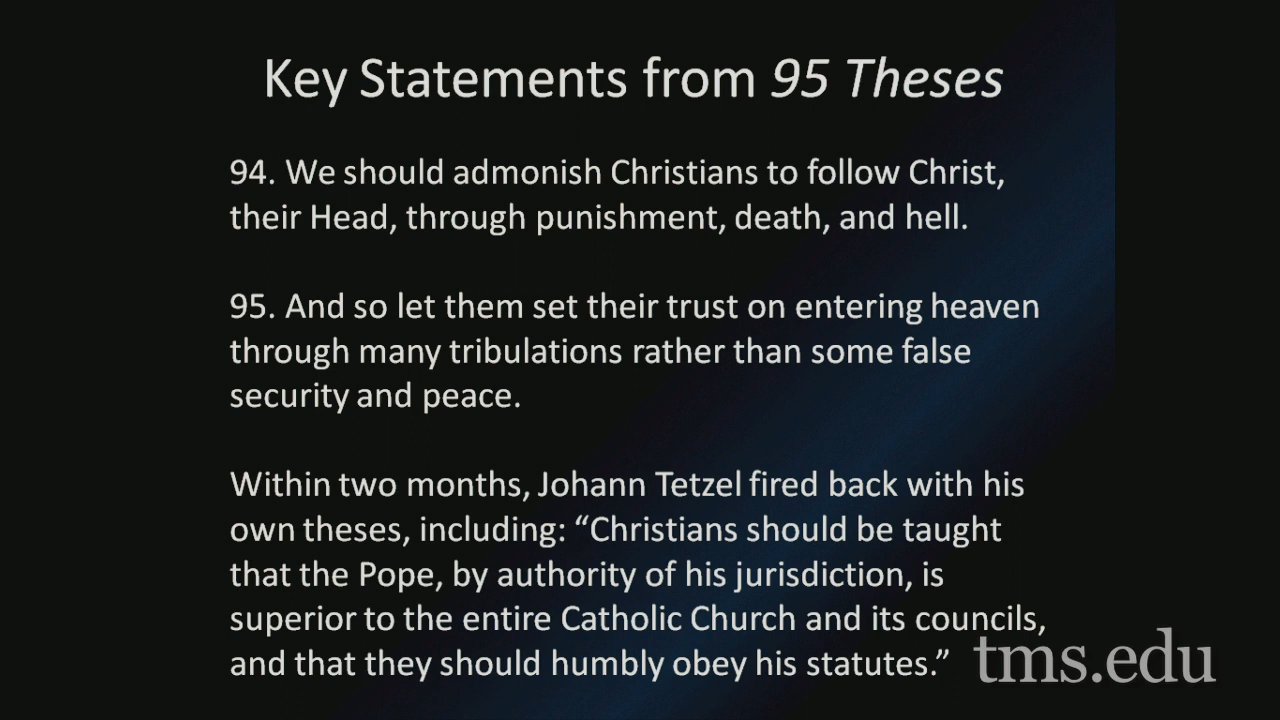 Key Statements from 95 Theses
94. We should admonish Christians to follow Christ,
their Head, through punishment, death, and hell.
95. And so let them set their trust on entering heaven
through many tribulations rather than some false
security and peace.
Within two months, Johann Tetzel fired back with his
own theses, including: “Christians should be taught
that the Pope, by authority of his jurisdiction, is
superior to the entire Catholic Church and its councils,
and that they should humbly obey his statutes.”
tms.edu